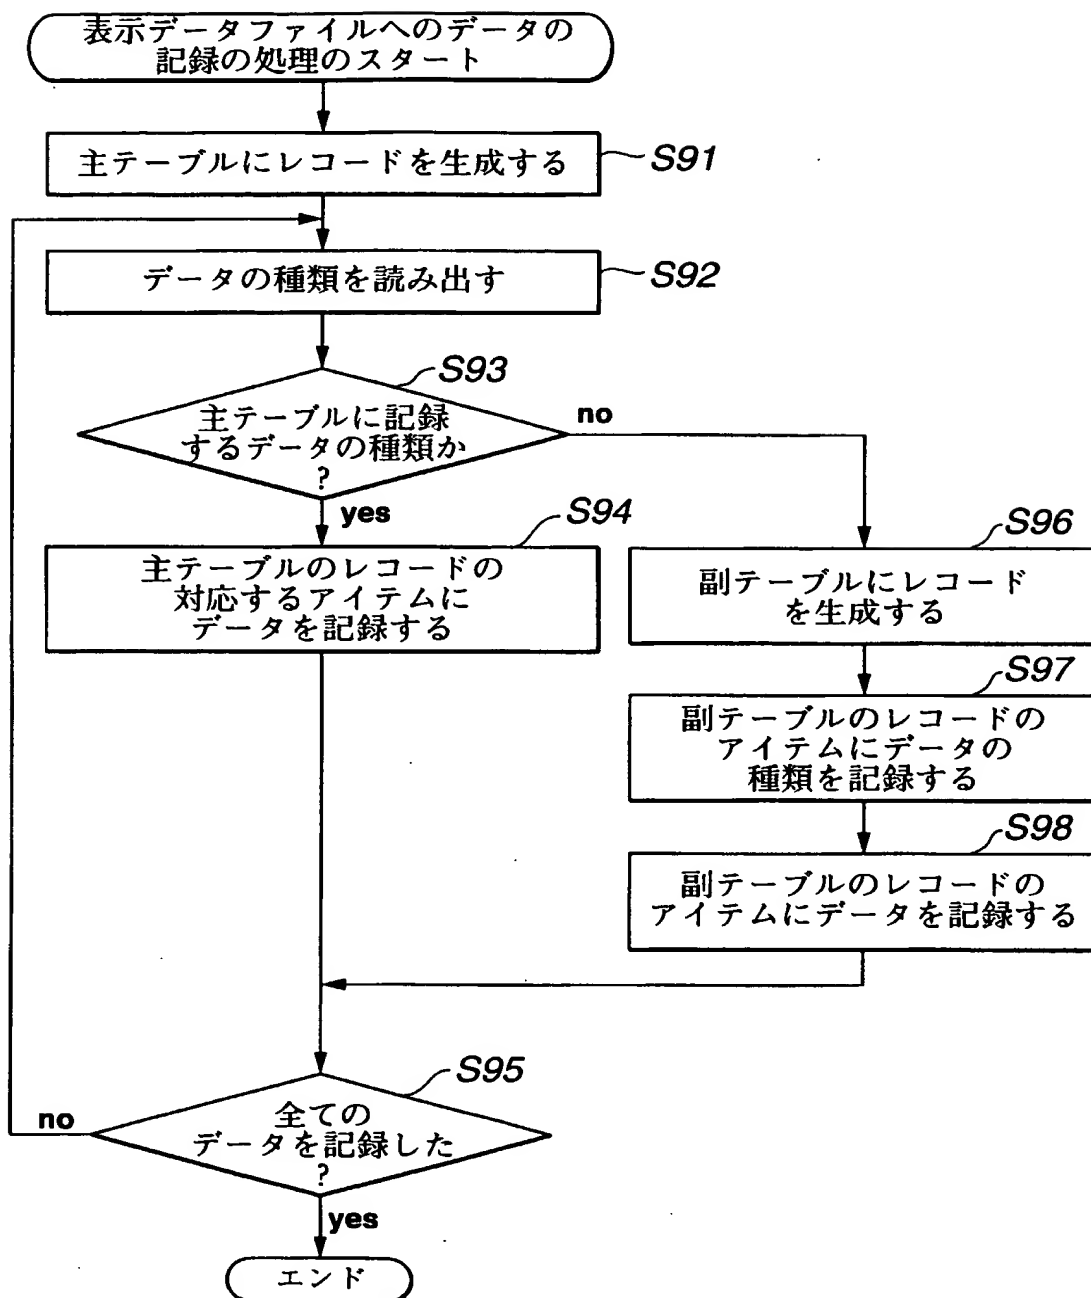 表示データファイルへのデータの
記録の処理のスタート
主テーブルにレコードを生成する
S91
データの種類を読み出す
S92
S93
主テーブルに記録
するデータの種類か
?
no
yes
S94
主テーブルのレコードの
対応するアイテムに
データを記録する
S96
副テーブルにレコード
を生成する
S97
副テーブルのレコードの
アイテムにデータの
種類を記録する
S98
副テーブルのレコードの
アイテムにデータを記録する
S95
全ての
データを記録した
?
no
yes
エンド